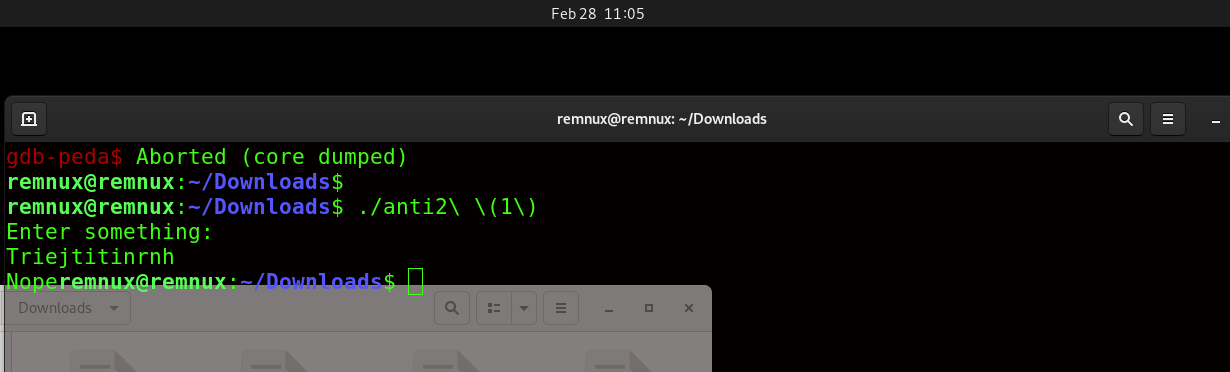 Feb 28 11:05
remnux@remnux: ~/Downloads
gdb-peda$ Aborted (core dumped)
remnux@remnux:~/Downloads$
remnux@remnux:~/Downloads$ ./anti2\ \(1\)
Enter something:
Triejtitinrnh
Noperemnux@remnux:~/Downloads$
Downloads